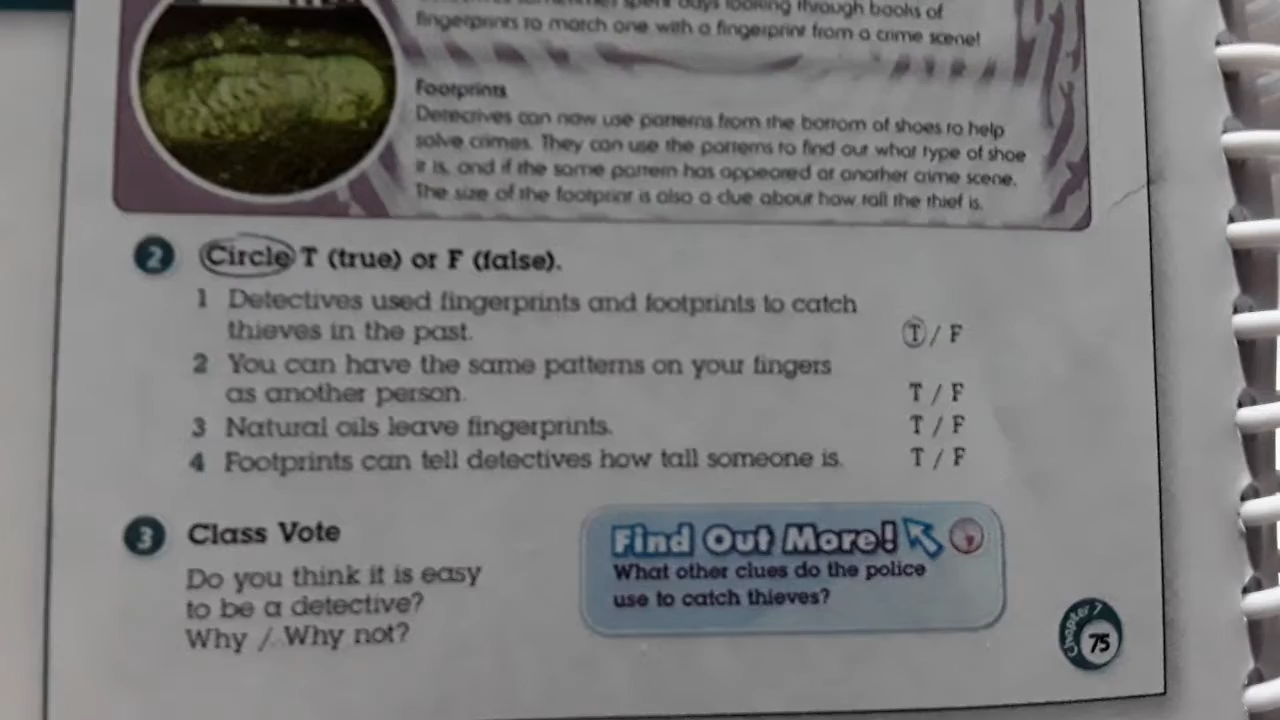 spent days looking through books of
fingerprints to match one with a fingerprint from a crime scene!
Footprints
Detectives can now use patterns from the bottom of shoes to help
solve crimes. They can use the patterns to find out what type of shoe
it is, and if the same pattern has appeared at another crime scene.
The size of the footprint is also a clue about how tall the thief is.
2 Circle T (true) or F (false).
1 Detectives used fingerprints and footprints to catch
thieves in the past. T / F
2 You can have the same patterns on your fingers
as another person. T / F
3 Natural oils leave fingerprints. T / F
4 Footprints can tell detectives how tall someone is. T / F
3 Class Vote
Do you think it is easy
to be a detective?
Why / Why not?
Find Out More!
What other clues do the police
use to catch thieves?
Chapter 7
75